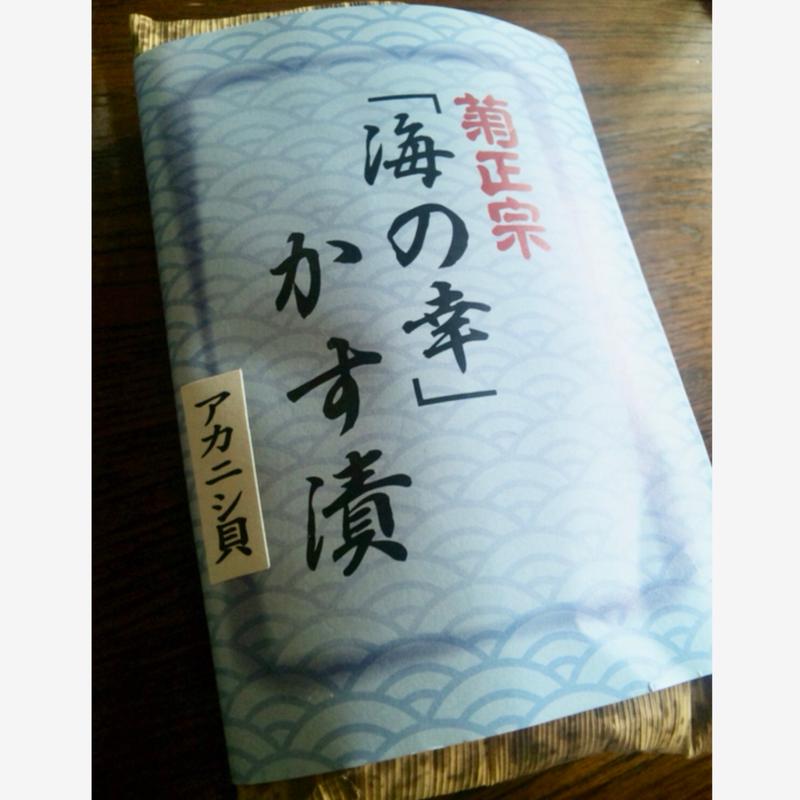 菊正宗
「海の幸」
かす漬
アカニシ貝